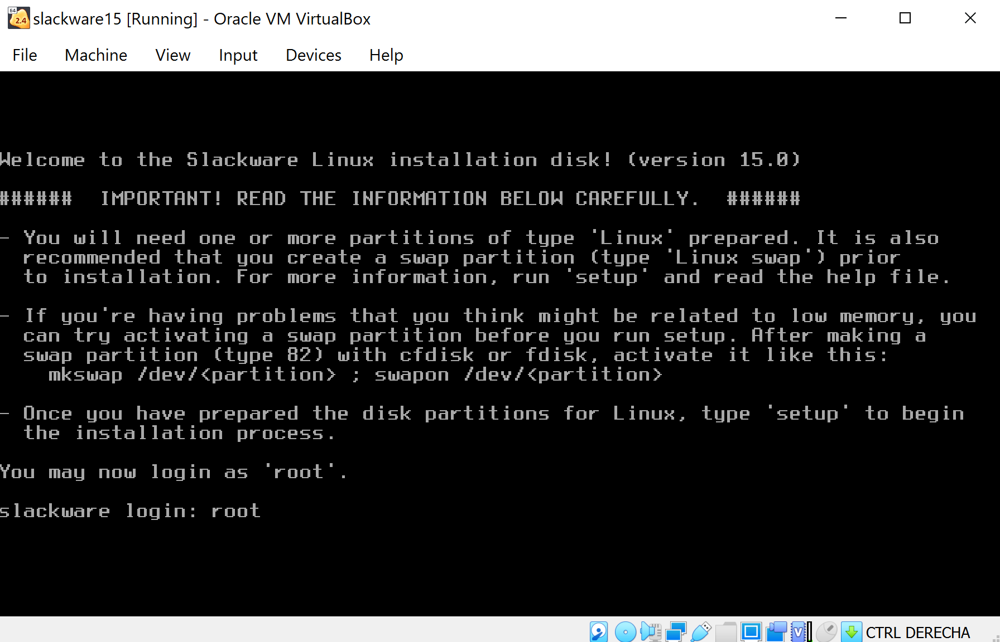 slackware15 [Running] - Oracle VM VirtualBox
File Machine View Input Devices Help
Welcome to the Slackware Linux installation disk! (version 15.0)
###### IMPORTANT! READ THE INFORMATION BELOW CAREFULLY. ######
- You will need one or more partitions of type 'Linux' prepared. It is also
recommended that you create a swap partition (type 'Linux swap') prior
to installation. For more information, run 'setup' and read the help file.
- If you're having problems that you think might be related to low memory, you
can try activating a swap partition before you run setup. After making a
swap partition (type 82) with cfdisk or fdisk, activate it like this:
mkswap /dev/<partition> ; swapon /dev/<partition>
- Once you have prepared the disk partitions for Linux, type 'setup' to begin
the installation process.
You may now login as 'root'.
slackware login: root
CTRL DERECHA